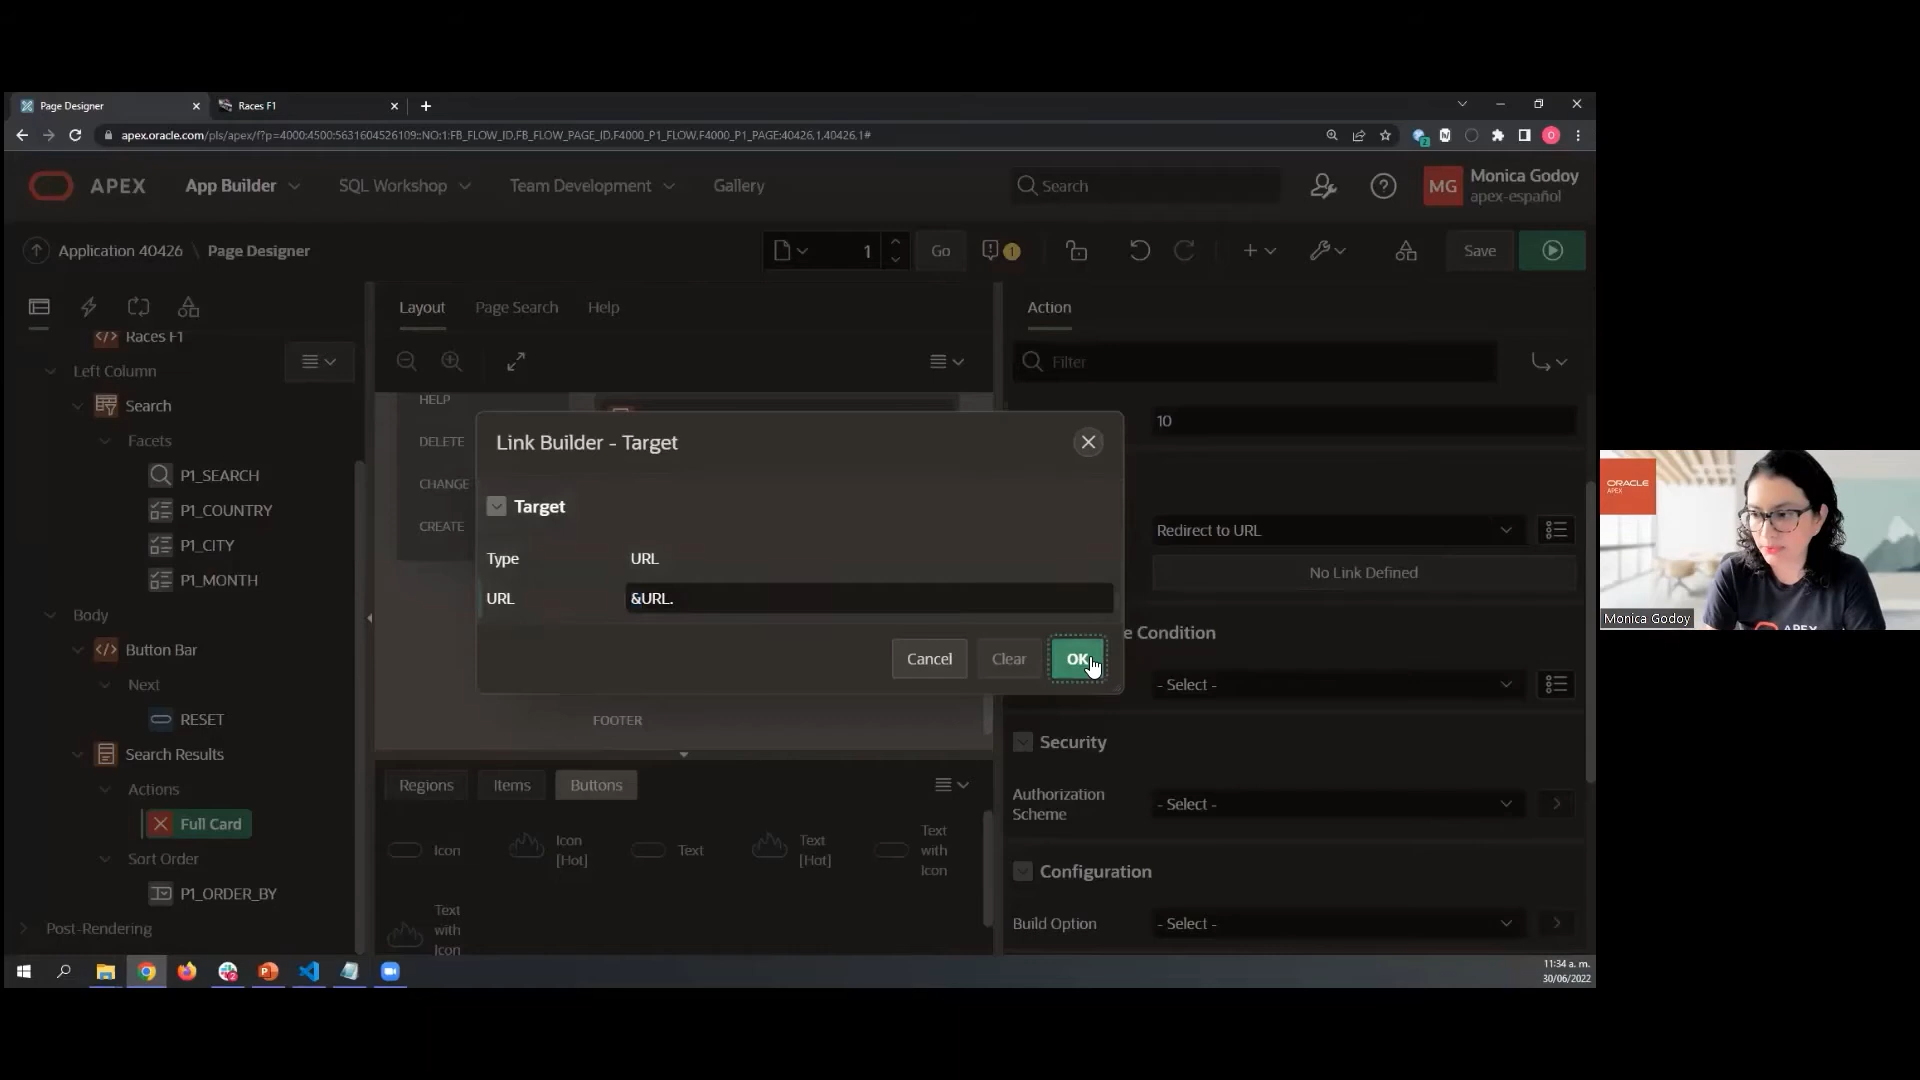 Page Designer
Races F1
apex.oracle.com/pls/apex/f?p=4000:4500:5631604526109::NO:1:FB_FLOW_ID,FB_FLOW_PAGE_ID,F4000_P1_FLOW,F4000_P1_PAGE:40426,1,40426,1#
APEX
App Builder
SQL Workshop
Team Development
Gallery
Search
MG
Monica Godoy
apex-español
Application 40426 \ Page Designer
1
Go
1
Save
Races F1
Left Column
Search
Facets
P1_SEARCH
P1_COUNTRY
P1_CITY
P1_MONTH
Body
Button Bar
Next
RESET
Search Results
Actions
Full Card
Sort Order
P1_ORDER_BY
Post-Rendering
Layout
Page Search
Help
HELP
DELETE
CHANGE
CREATE
FOOTER
Link Builder - Target
Target
Type
URL
URL
&URL.
Cancel
Clear
OK
Regions
Items
Buttons
Icon
Icon
[Hot]
Text
Text
[Hot]
Text
with
Icon
Text
with
Icon
Action
Filter
10
Redirect to URL
No Link Defined
e Condition
- Select -
Security
Authorization
Scheme
- Select -
Configuration
Build Option
- Select -
11:34 a. m.
30/06/2022
ORACLE
APEX
Monica Godoy